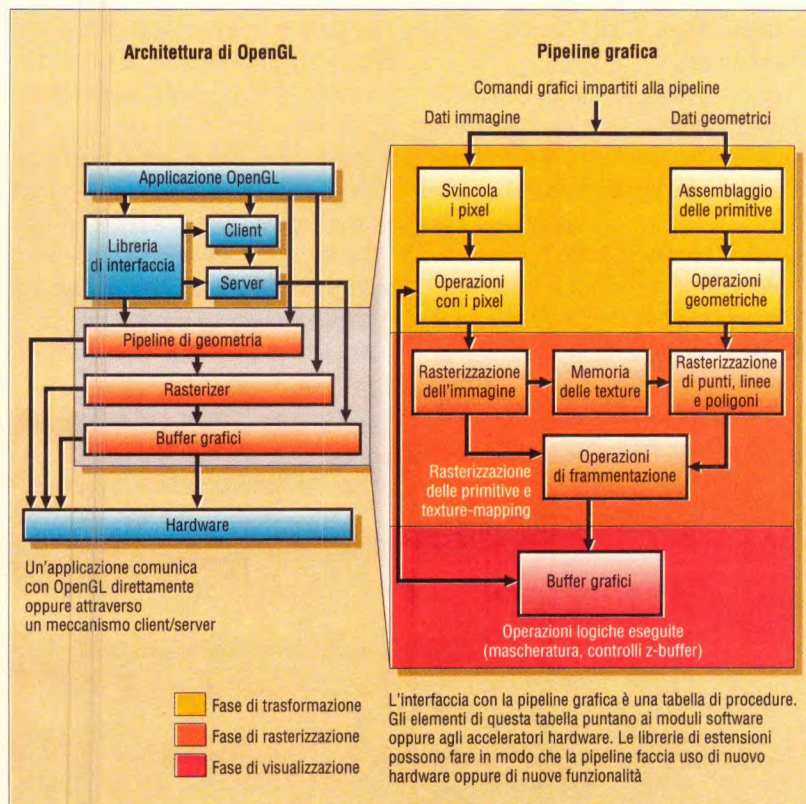 Architettura di OpenGL
Applicazione OpenGL
Libreria
di interfaccia
Client
Server
Pipeline di geometria
Rasterizer
Buffer grafici
Hardware
Un'applicazione comunica
con OpenGL direttamente
oppure attraverso
un meccanismo client/server
Pipeline grafica
Comandi grafici impartiti alla pipeline
Dati immagine
Dati geometrici
Svincola
i pixel
Assemblaggio
delle primitive
Operazioni
con i pixel
Operazioni
geometriche
Rasterizzazione
dell'immagine
Memoria
delle texture
Rasterizzazione
di punti, linee
e poligoni
Rasterizzazione
delle primitive e
texture-mapping
Operazioni
di frammentazione
Buffer grafici
Operazioni logiche eseguite
(mascheratura, controlli z-buffer)
Fase di trasformazione
Fase di rasterizzazione
Fase di visualizzazione
L'interfaccia con la pipeline grafica è una tabella di procedure.
Gli elementi di questa tabella puntano ai moduli software
oppure agli acceleratori hardware. Le librerie di estensioni
possono fare in modo che la pipeline faccia uso di nuovo
hardware oppure di nuove funzionalità